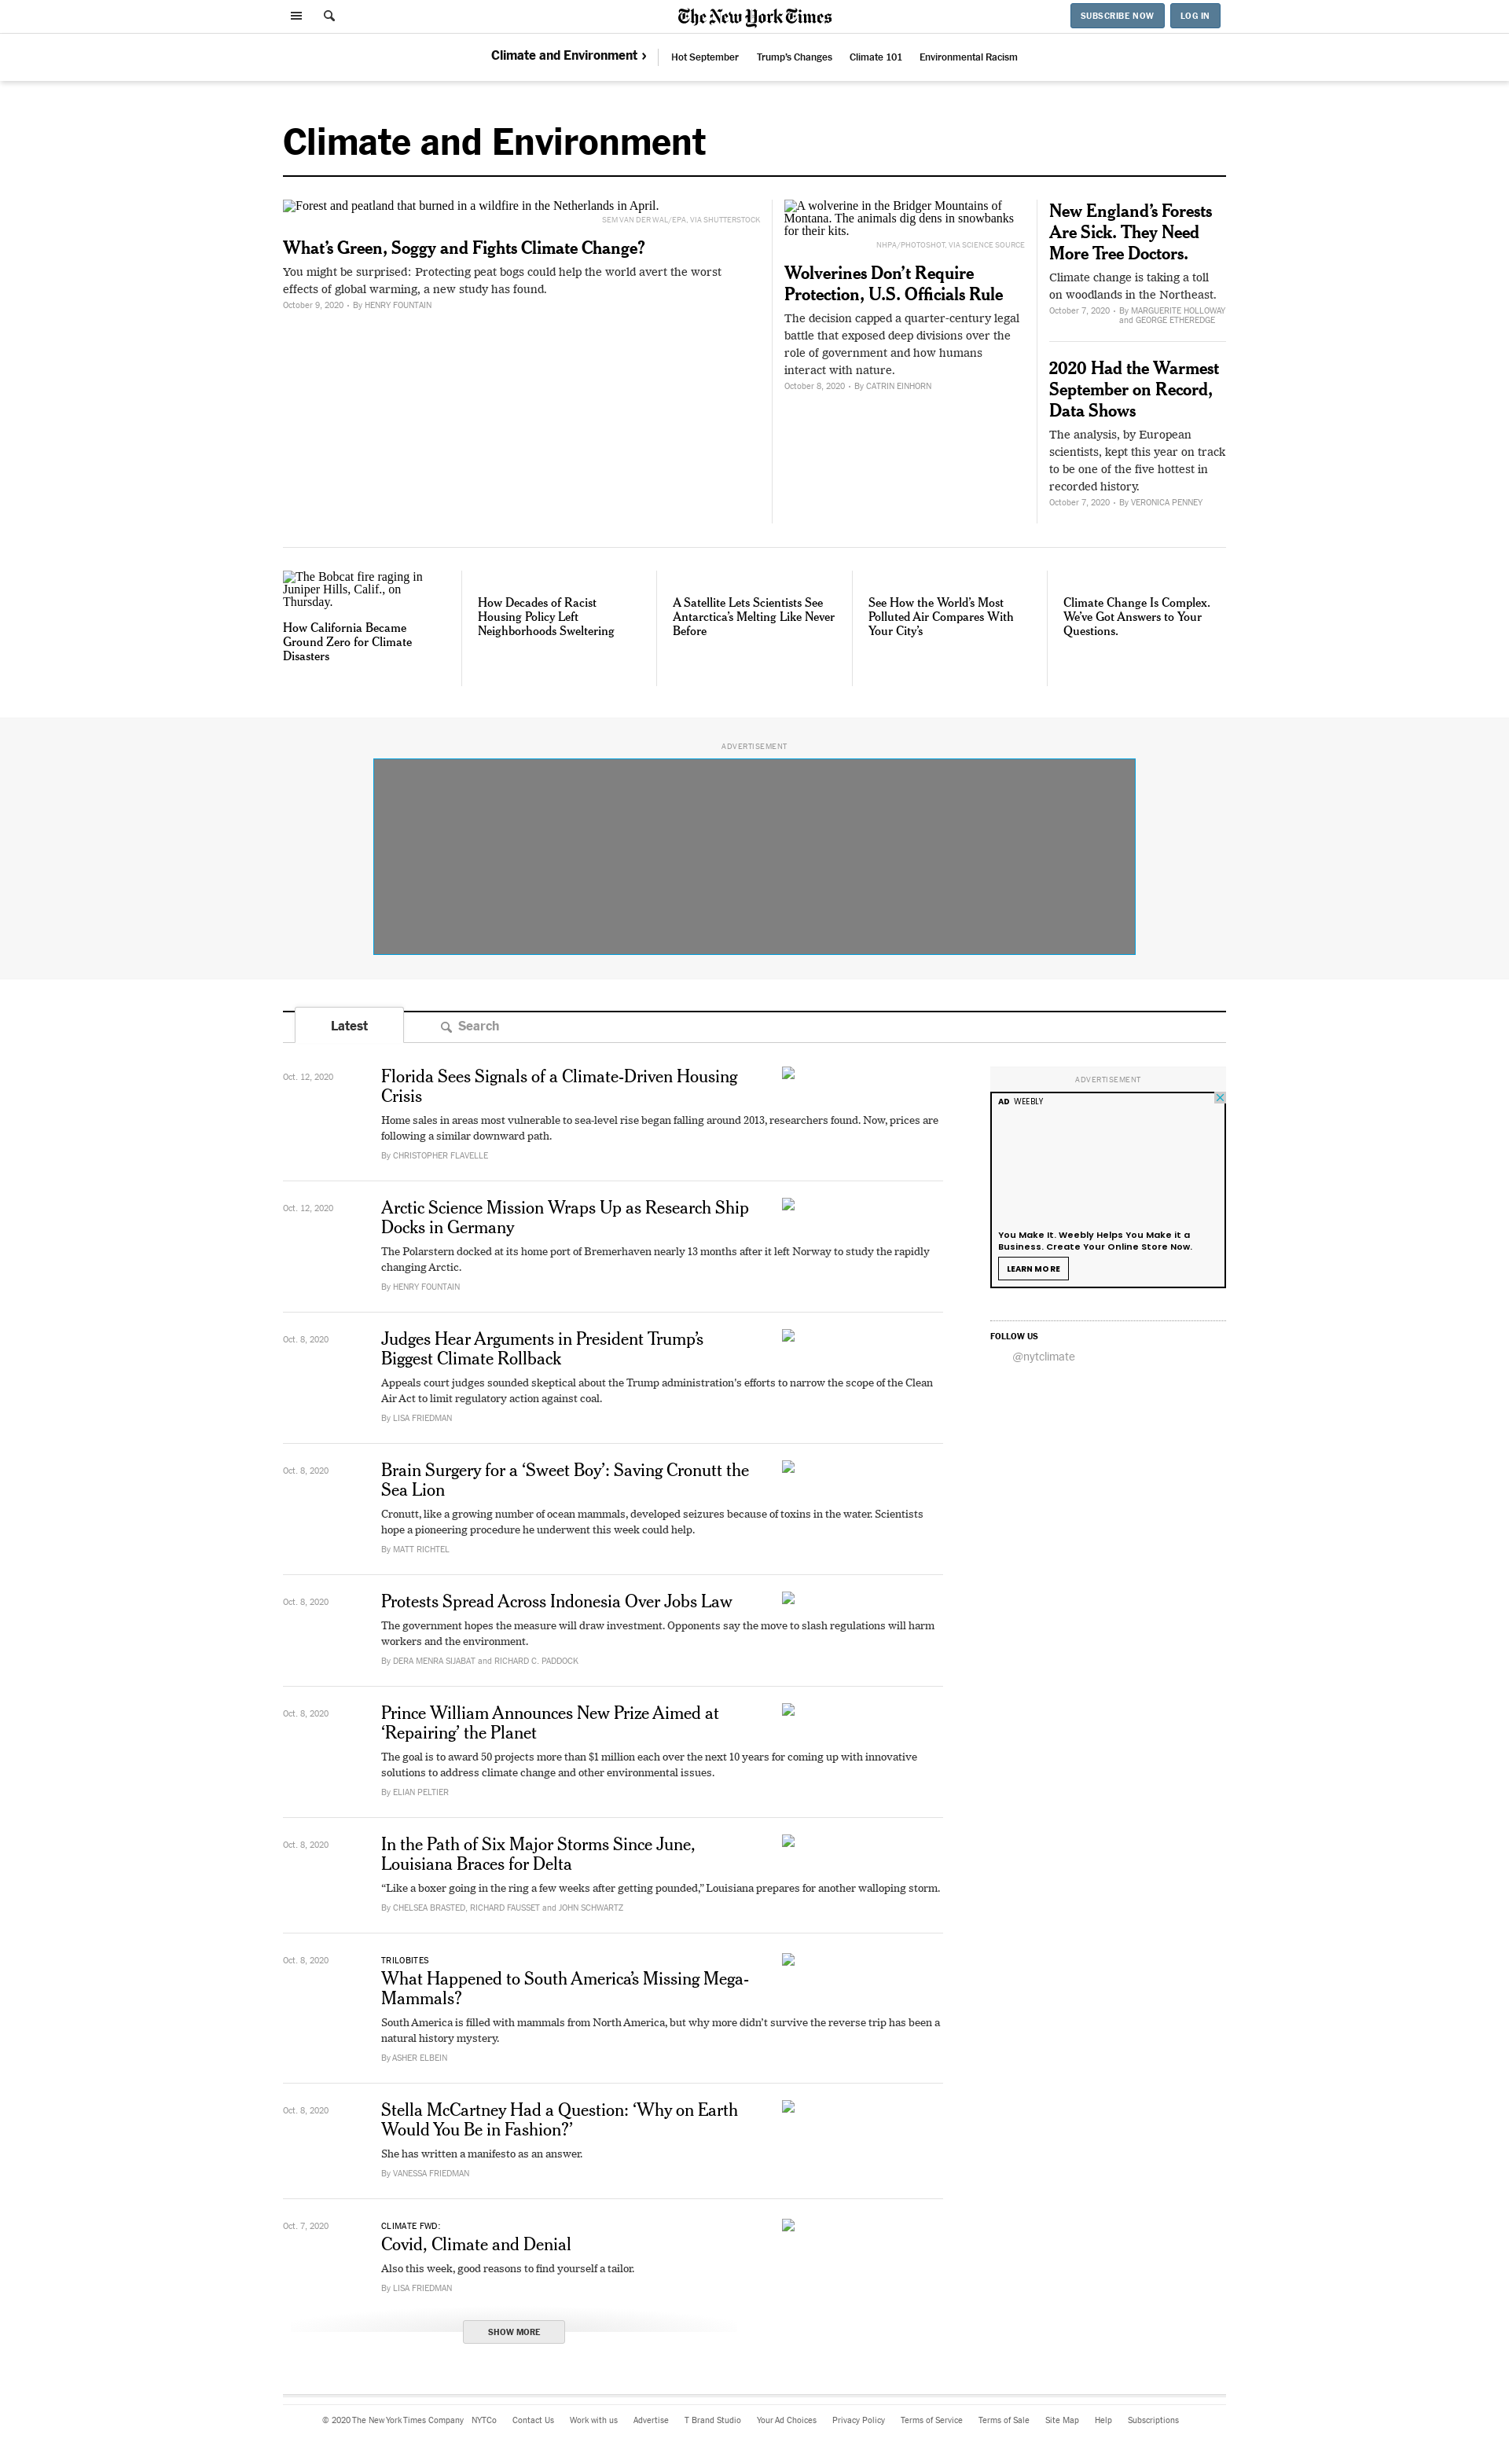 The New York Times
SUBSCRIBE NOW
LOG IN
Climate and Environment ›
Hot September
Trump's Changes
Climate 101
Environmental Racism
Climate and Environment
Forest and peatland that burned in a wildfire in the Netherlands in April.
SEM VAN DER WAL/EPA, VIA SHUTTERSTOCK
What's Green, Soggy and Fights Climate Change?
You might be surprised: Protecting peat bogs could help the world avert the worst
effects of global warming, a new study has found.
October 9, 2020 • By HENRY FOUNTAIN
A wolverine in the Bridger Mountains of
Montana. The animals dig dens in snowbanks
for their kits.
NHPA/PHOTOSHOT, VIA SCIENCE SOURCE
Wolverines Don't Require
Protection, U.S. Officials Rule
The decision capped a quarter-century legal
battle that exposed deep divisions over the
role of government and how humans
interact with nature.
October 8, 2020 • By CATRIN EINHORN
New England's Forests
Are Sick. They Need
More Tree Doctors.
Climate change is taking a toll
on woodlands in the Northeast.
October 7, 2020 • By MARGUERITE HOLLOWAY
and GEORGE ETHEREDGE
2020 Had the Warmest
September on Record,
Data Shows
The analysis, by European
scientists, kept this year on track
to be one of the five hottest in
recorded history.
October 7, 2020 • By VERONICA PENNEY
The Bobcat fire raging in
Juniper Hills, Calif., on
Thursday.
How California Became
Ground Zero for Climate
Disasters
How Decades of Racist
Housing Policy Left
Neighborhoods Sweltering
A Satellite Lets Scientists See
Antarctica's Melting Like Never
Before
See How the World's Most
Polluted Air Compares With
Your City's
Climate Change Is Complex.
We've Got Answers to Your
Questions.
ADVERTISEMENT
Latest
Search
Oct. 12, 2020
Florida Sees Signals of a Climate-Driven Housing
Crisis
Home sales in areas most vulnerable to sea-level rise began falling around 2013, researchers found. Now, prices are
following a similar downward path.
By CHRISTOPHER FLAVELLE
Oct. 12, 2020
Arctic Science Mission Wraps Up as Research Ship
Docks in Germany
The Polarstern docked at its home port of Bremerhaven nearly 13 months after it left Norway to study the rapidly
changing Arctic.
By HENRY FOUNTAIN
Oct. 8, 2020
Judges Hear Arguments in President Trump's
Biggest Climate Rollback
Appeals court judges sounded skeptical about the Trump administration's efforts to narrow the scope of the Clean
Air Act to limit regulatory action against coal.
By LISA FRIEDMAN
Oct. 8, 2020
Brain Surgery for a 'Sweet Boy': Saving Cronutt the
Sea Lion
Cronutt, like a growing number of ocean mammals, developed seizures because of toxins in the water. Scientists
hope a pioneering procedure he underwent this week could help.
By MATT RICHTEL
Oct. 8, 2020
Protests Spread Across Indonesia Over Jobs Law
The government hopes the measure will draw investment. Opponents say the move to slash regulations will harm
workers and the environment.
By DERA MENRA SIJABAT and RICHARD C. PADDOCK
Oct. 8, 2020
Prince William Announces New Prize Aimed at
'Repairing' the Planet
The goal is to award 50 projects more than $1 million each over the next 10 years for coming up with innovative
solutions to address climate change and other environmental issues.
By ELIAN PELTIER
Oct. 8, 2020
In the Path of Six Major Storms Since June,
Louisiana Braces for Delta
“Like a boxer going in the ring a few weeks after getting pounded,” Louisiana prepares for another walloping storm.
By CHELSEA BRASTED, RICHARD FAUSSET and JOHN SCHWARTZ
Oct. 8, 2020
TRILOBITES
What Happened to South America's Missing Mega-
Mammals?
South America is filled with mammals from North America, but why more didn't survive the reverse trip has been a
natural history mystery.
By ASHER ELBEIN
Oct. 8, 2020
Stella McCartney Had a Question: 'Why on Earth
Would You Be in Fashion?'
She has written a manifesto as an answer.
By VANESSA FRIEDMAN
Oct. 7, 2020
CLIMATE FWD:
Covid, Climate and Denial
Also this week, good reasons to find yourself a tailor.
By LISA FRIEDMAN
SHOW MORE
ADVERTISEMENT
AD WEEBLY
You Make It. Weebly Helps You Make it a
Business. Create Your Online Store Now.
LEARN MORE
FOLLOW US
@nytclimate
© 2020 The New York Times Company NYTCo Contact Us Work with us Advertise T Brand Studio Your Ad Choices Privacy Policy Terms of Service Terms of Sale Site Map Help Subscriptions